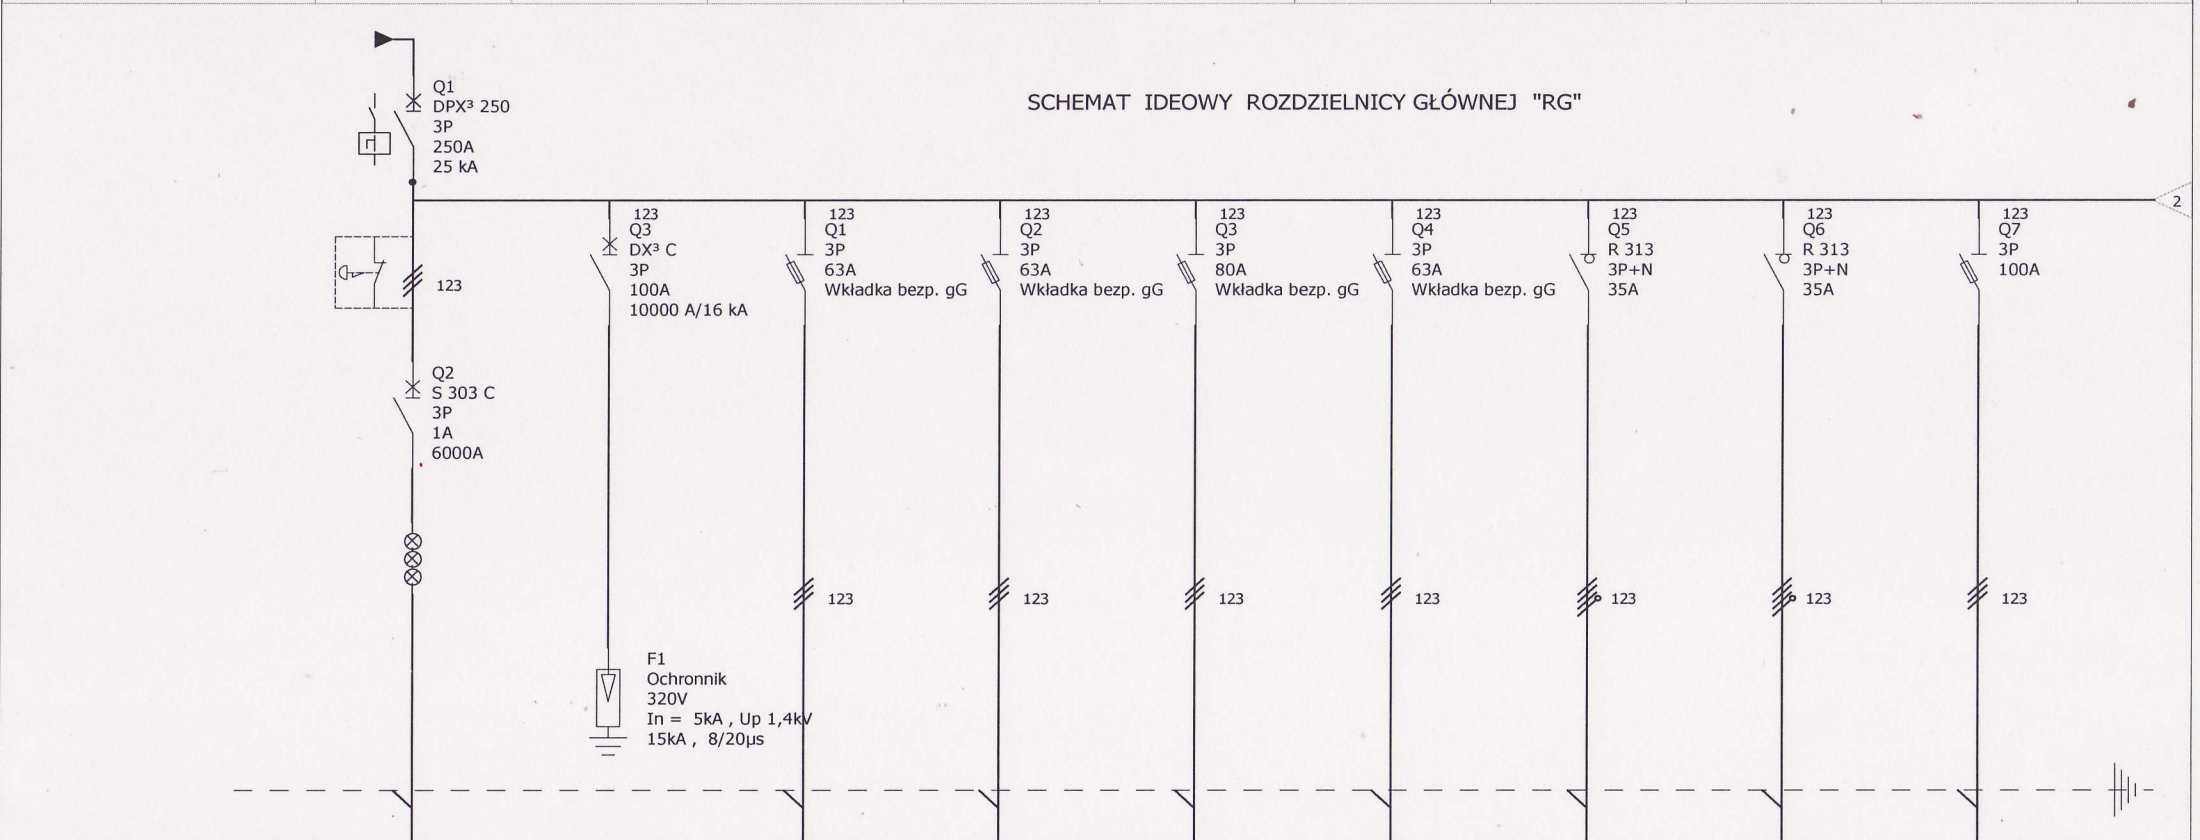 SCHEMAT IDEOWY ROZDZIELNICY GŁÓWNEJ "RG"
Q1
DPX³ 250
3P
250A
25 kA
2
123
Q2
S 303 C
3P
1A
6000A
123
Q3
DX³ C
3P
100A
10000 A/16 kA
F1
Ochronnik
320V
In = 5kA , Up 1,4kV
15kA , 8/20µs
123
Q1
3P
63A
Wkładka bezp. gG
123
123
Q2
3P
63A
Wkładka bezp. gG
123
123
Q3
3P
80A
Wkładka bezp. gG
123
123
Q4
3P
63A
Wkładka bezp. gG
123
123
Q5
R 313
3P+N
35A
123
123
Q6
R 313
3P+N
35A
123
123
Q7
3P
100A
123